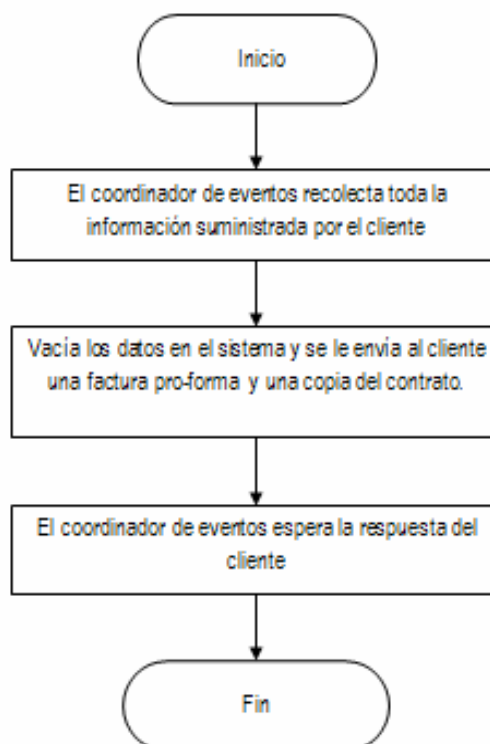 Inicio
El coordinador de eventos recolecta toda la
información suministrada por el cliente
Vacía los datos en el sistema y se le envía al cliente
una factura pro-forma y una copia del contrato.
El coordinador de eventos espera la respuesta del
cliente
Fin